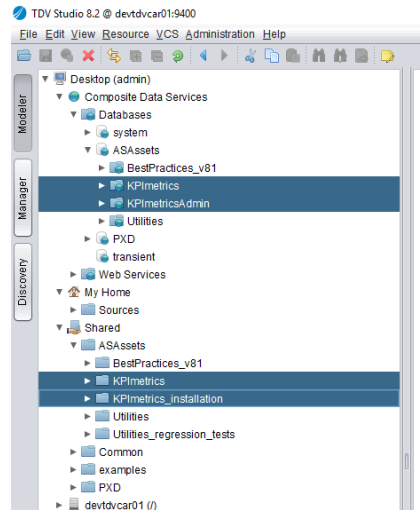 TDV Studio 8.2 @ devtdvcar01:9400
File Edit View Resource VCS Administration Help
Modeler
Manager
Discovery
Desktop (admin)
Composite Data Services
Databases
system
ASAssets
BestPractices_v81
KPImetrics
KPImetricsAdmin
Utilities
PXD
transient
Web Services
My Home
Sources
Shared
ASAssets
BestPractices_v81
KPImetrics
KPImetrics_installation
Utilities
Utilities_regression_tests
Common
examples
PXD
devtdvcar01 (/)